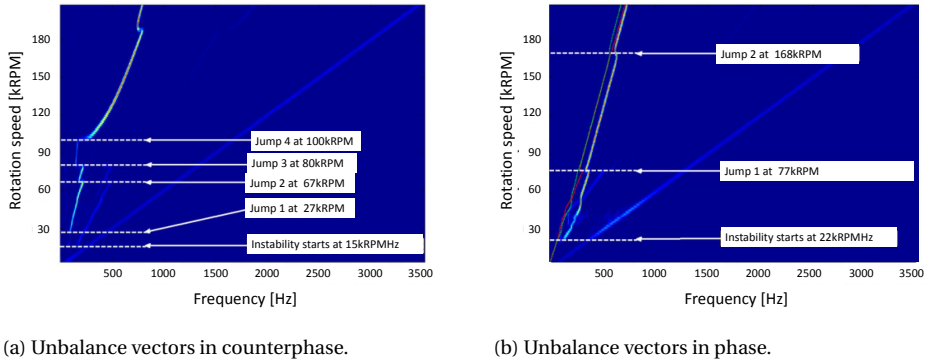 Rotation speed [kRPM]
180
150
120
90
60
30
Jump 4 at 100kRPM
Jump 3 at 80kRPM
Jump 2 at 67kRPM
Jump 1 at 27kRPM
Instability starts at 15kRPMHz
500 1000 1500 2000 2500 3000 3500
Frequency [Hz]
(a) Unbalance vectors in counterphase.
Rotation speed [kRPM]
180
150
120
90
60
30
Jump 2 at 168kRPM
Jump 1 at 77kRPM
Instability starts at 22kRPMHz
500 1000 1500 2000 2500 3000 3500
Frequency [Hz]
(b) Unbalance vectors in phase.